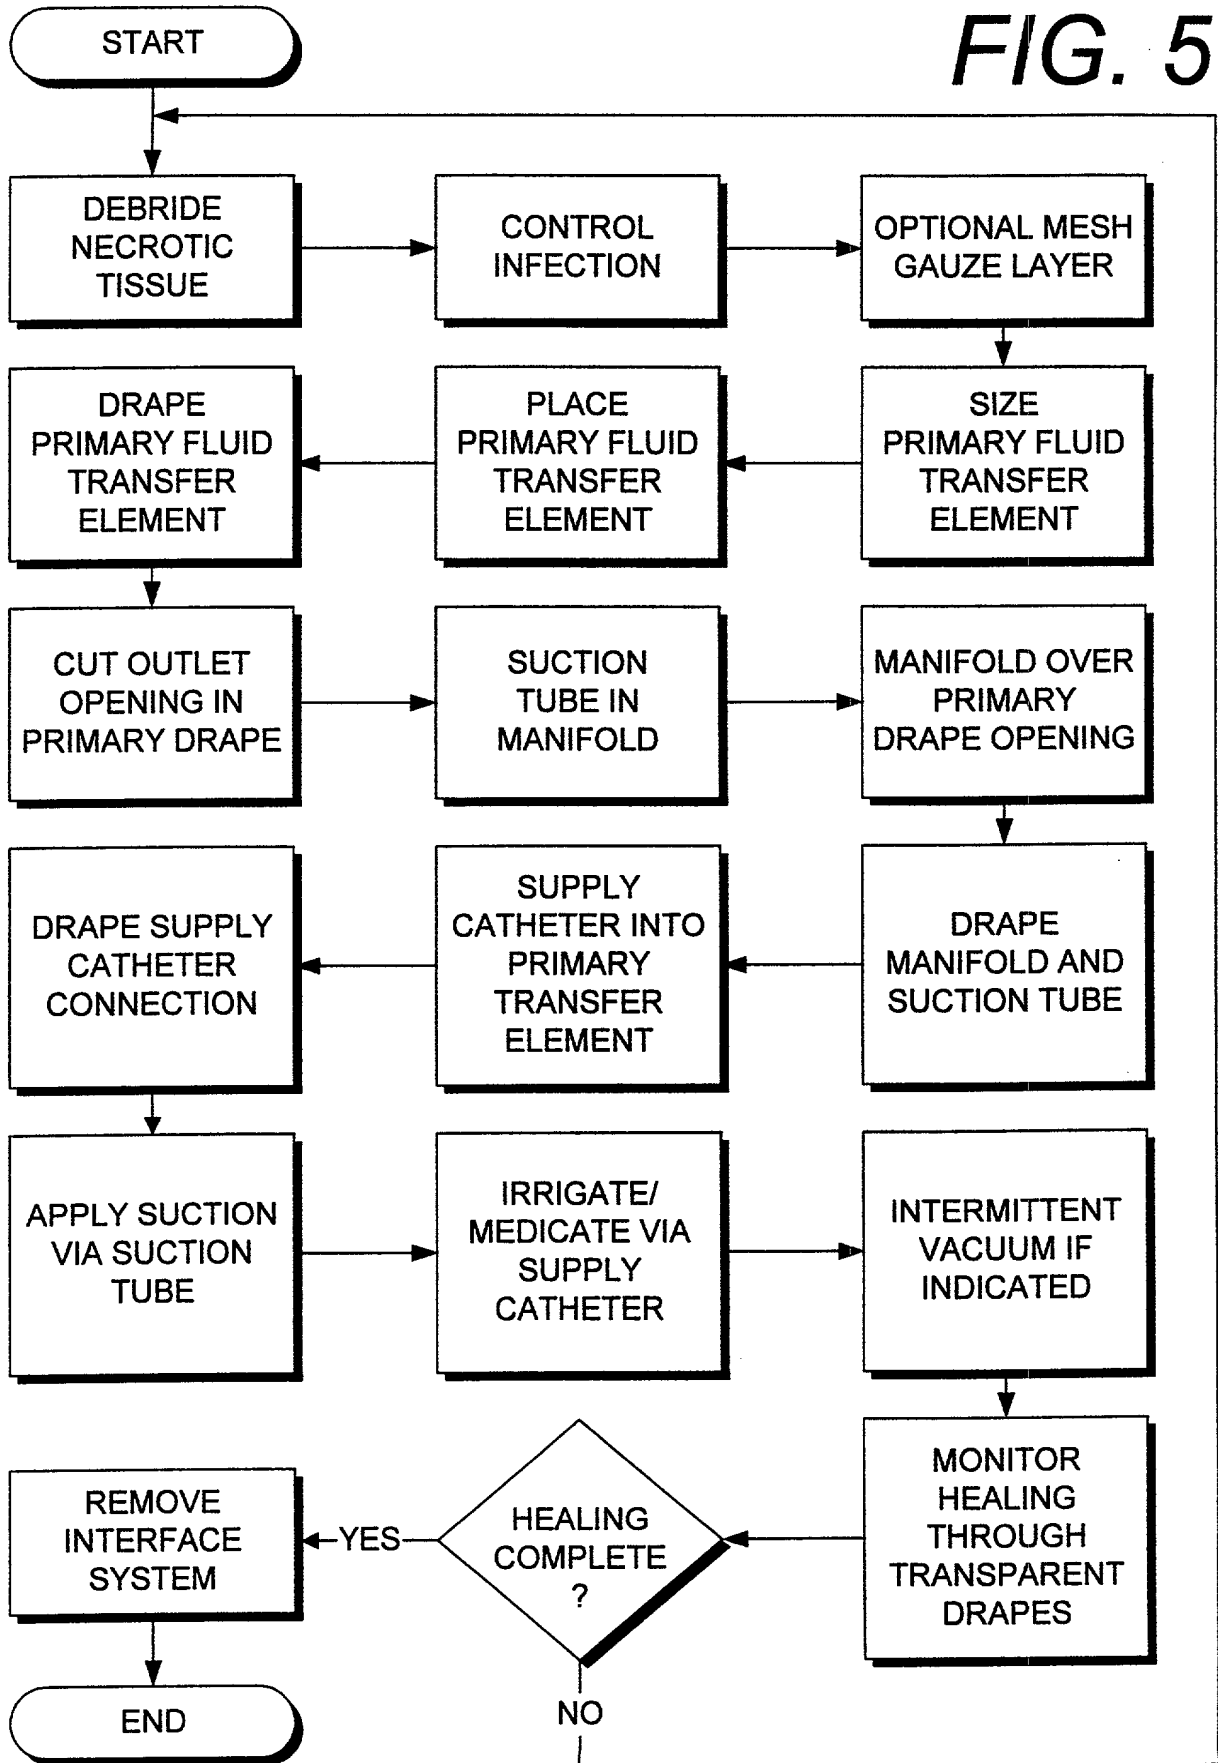 START
FIG. 5
DEBRIDE
NECROTIC
TISSUE
CONTROL
INFECTION
OPTIONAL MESH
GAUZE LAYER
SIZE
PRIMARY FLUID
TRANSFER
ELEMENT
PLACE
PRIMARY FLUID
TRANSFER
ELEMENT
DRAPE
PRIMARY FLUID
TRANSFER
ELEMENT
CUT OUTLET
OPENING IN
PRIMARY DRAPE
SUCTION
TUBE IN
MANIFOLD
MANIFOLD OVER
PRIMARY
DRAPE OPENING
DRAPE
MANIFOLD AND
SUCTION TUBE
SUPPLY
CATHETER INTO
PRIMARY
TRANSFER
ELEMENT
DRAPE SUPPLY
CATHETER
CONNECTION
APPLY SUCTION
VIA SUCTION
TUBE
IRRIGATE/
MEDICATE VIA
SUPPLY
CATHETER
INTERMITTENT
VACUUM IF
INDICATED
MONITOR
HEALING
THROUGH
TRANSPARENT
DRAPES
HEALING
COMPLETE
?
YES
REMOVE
INTERFACE
SYSTEM
END
NO